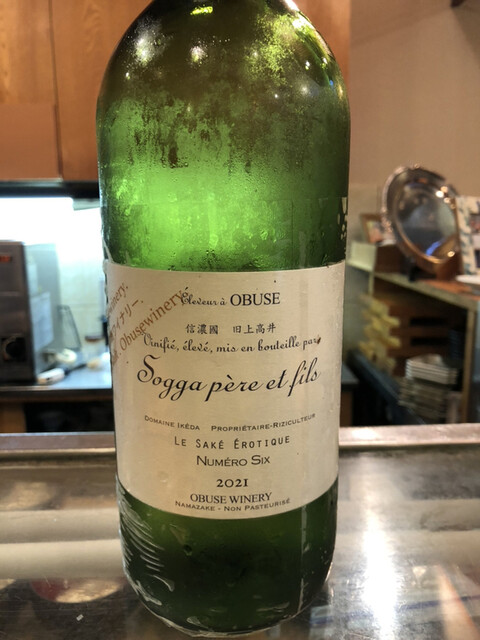 Éleveur à OBUSE
信濃國 旧上高井
Vinifié, élevé, mis en bouteille par
Sogga père et fils
DOMAINE IKÉDA PROPRIÉTAIRE-RIZICULTEUR
LE SAKÉ ÉROTIQUE
NUMÉRO SIX
2021
OBUSE WINERY
NAMAZAKE - NON PASTEURISÉ
Obusewinery